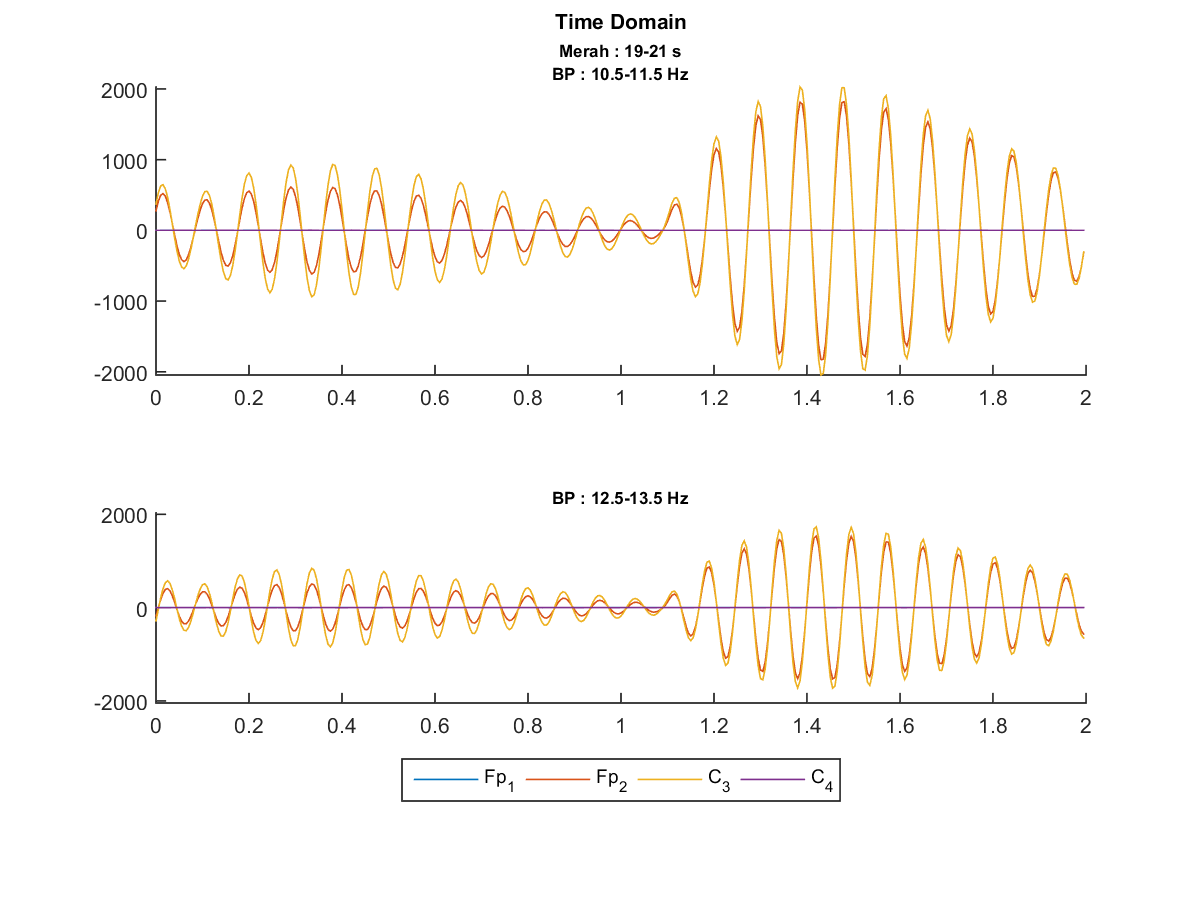 Time Domain
Merah : 19-21 s
BP : 10.5-11.5 Hz
2000
1000
0
-1000
-2000
0 0.2 0.4 0.6 0.8 1 1.2 1.4 1.6 1.8 2
BP : 12.5-13.5 Hz
2000
0
-2000
0 0.2 0.4 0.6 0.8 1 1.2 1.4 1.6 1.8 2
Fp1 Fp2 C3 C4